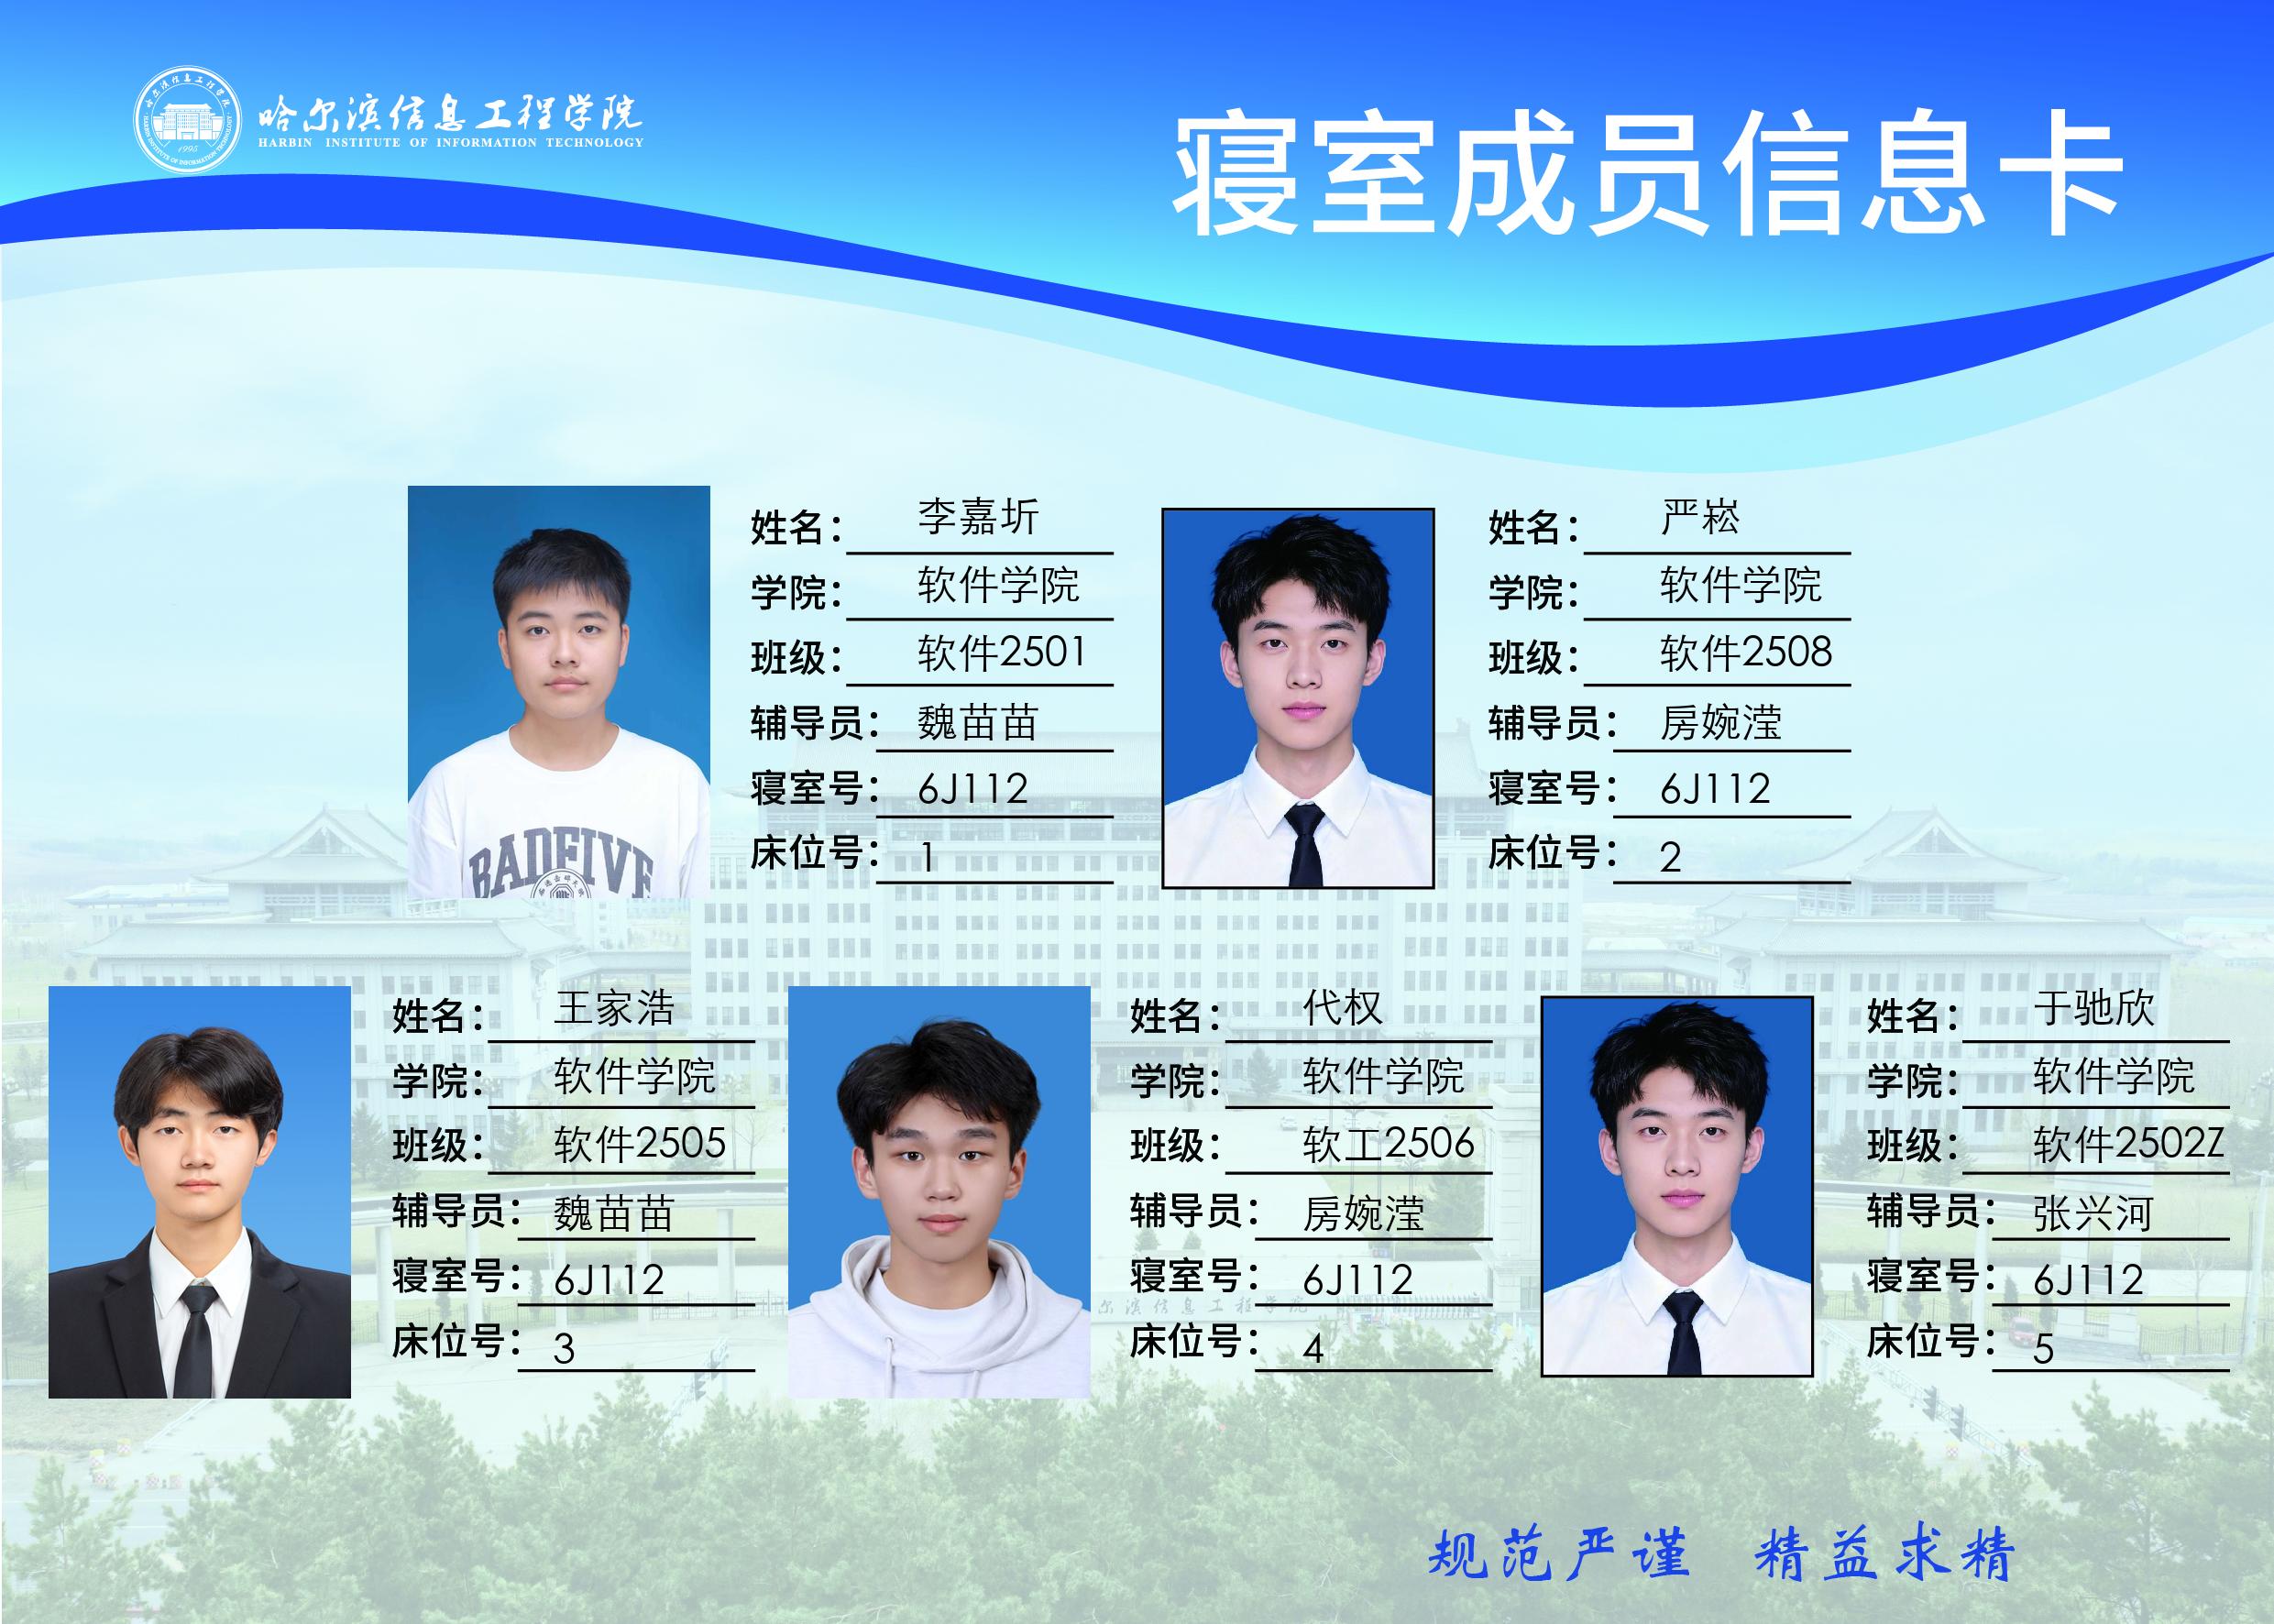 哈尔滨信息工程学院
HARBIN INSTITUTE OF INFORMATION TECHNOLOGY
1995
寝室成员信息卡
姓名： 李嘉圻
学院： 软件学院
班级： 软件2501
辅导员： 魏苗苗
寝室号： 6J112
床位号： 1
BADFIVE
姓名： 严崧
学院： 软件学院
班级： 软件2508
辅导员： 房婉滢
寝室号： 6J112
床位号： 2
姓名： 王家浩
学院： 软件学院
班级： 软件2505
辅导员： 魏苗苗
寝室号： 6J112
床位号： 3
姓名： 代权
学院： 软件学院
班级： 软工2506
辅导员： 房婉滢
寝室号： 6J112
床位号： 4
姓名： 于驰欣
学院： 软件学院
班级： 软件2502Z
辅导员： 张兴河
寝室号： 6J112
床位号： 5
尔滨信息工程学院
规范严谨 精益求精